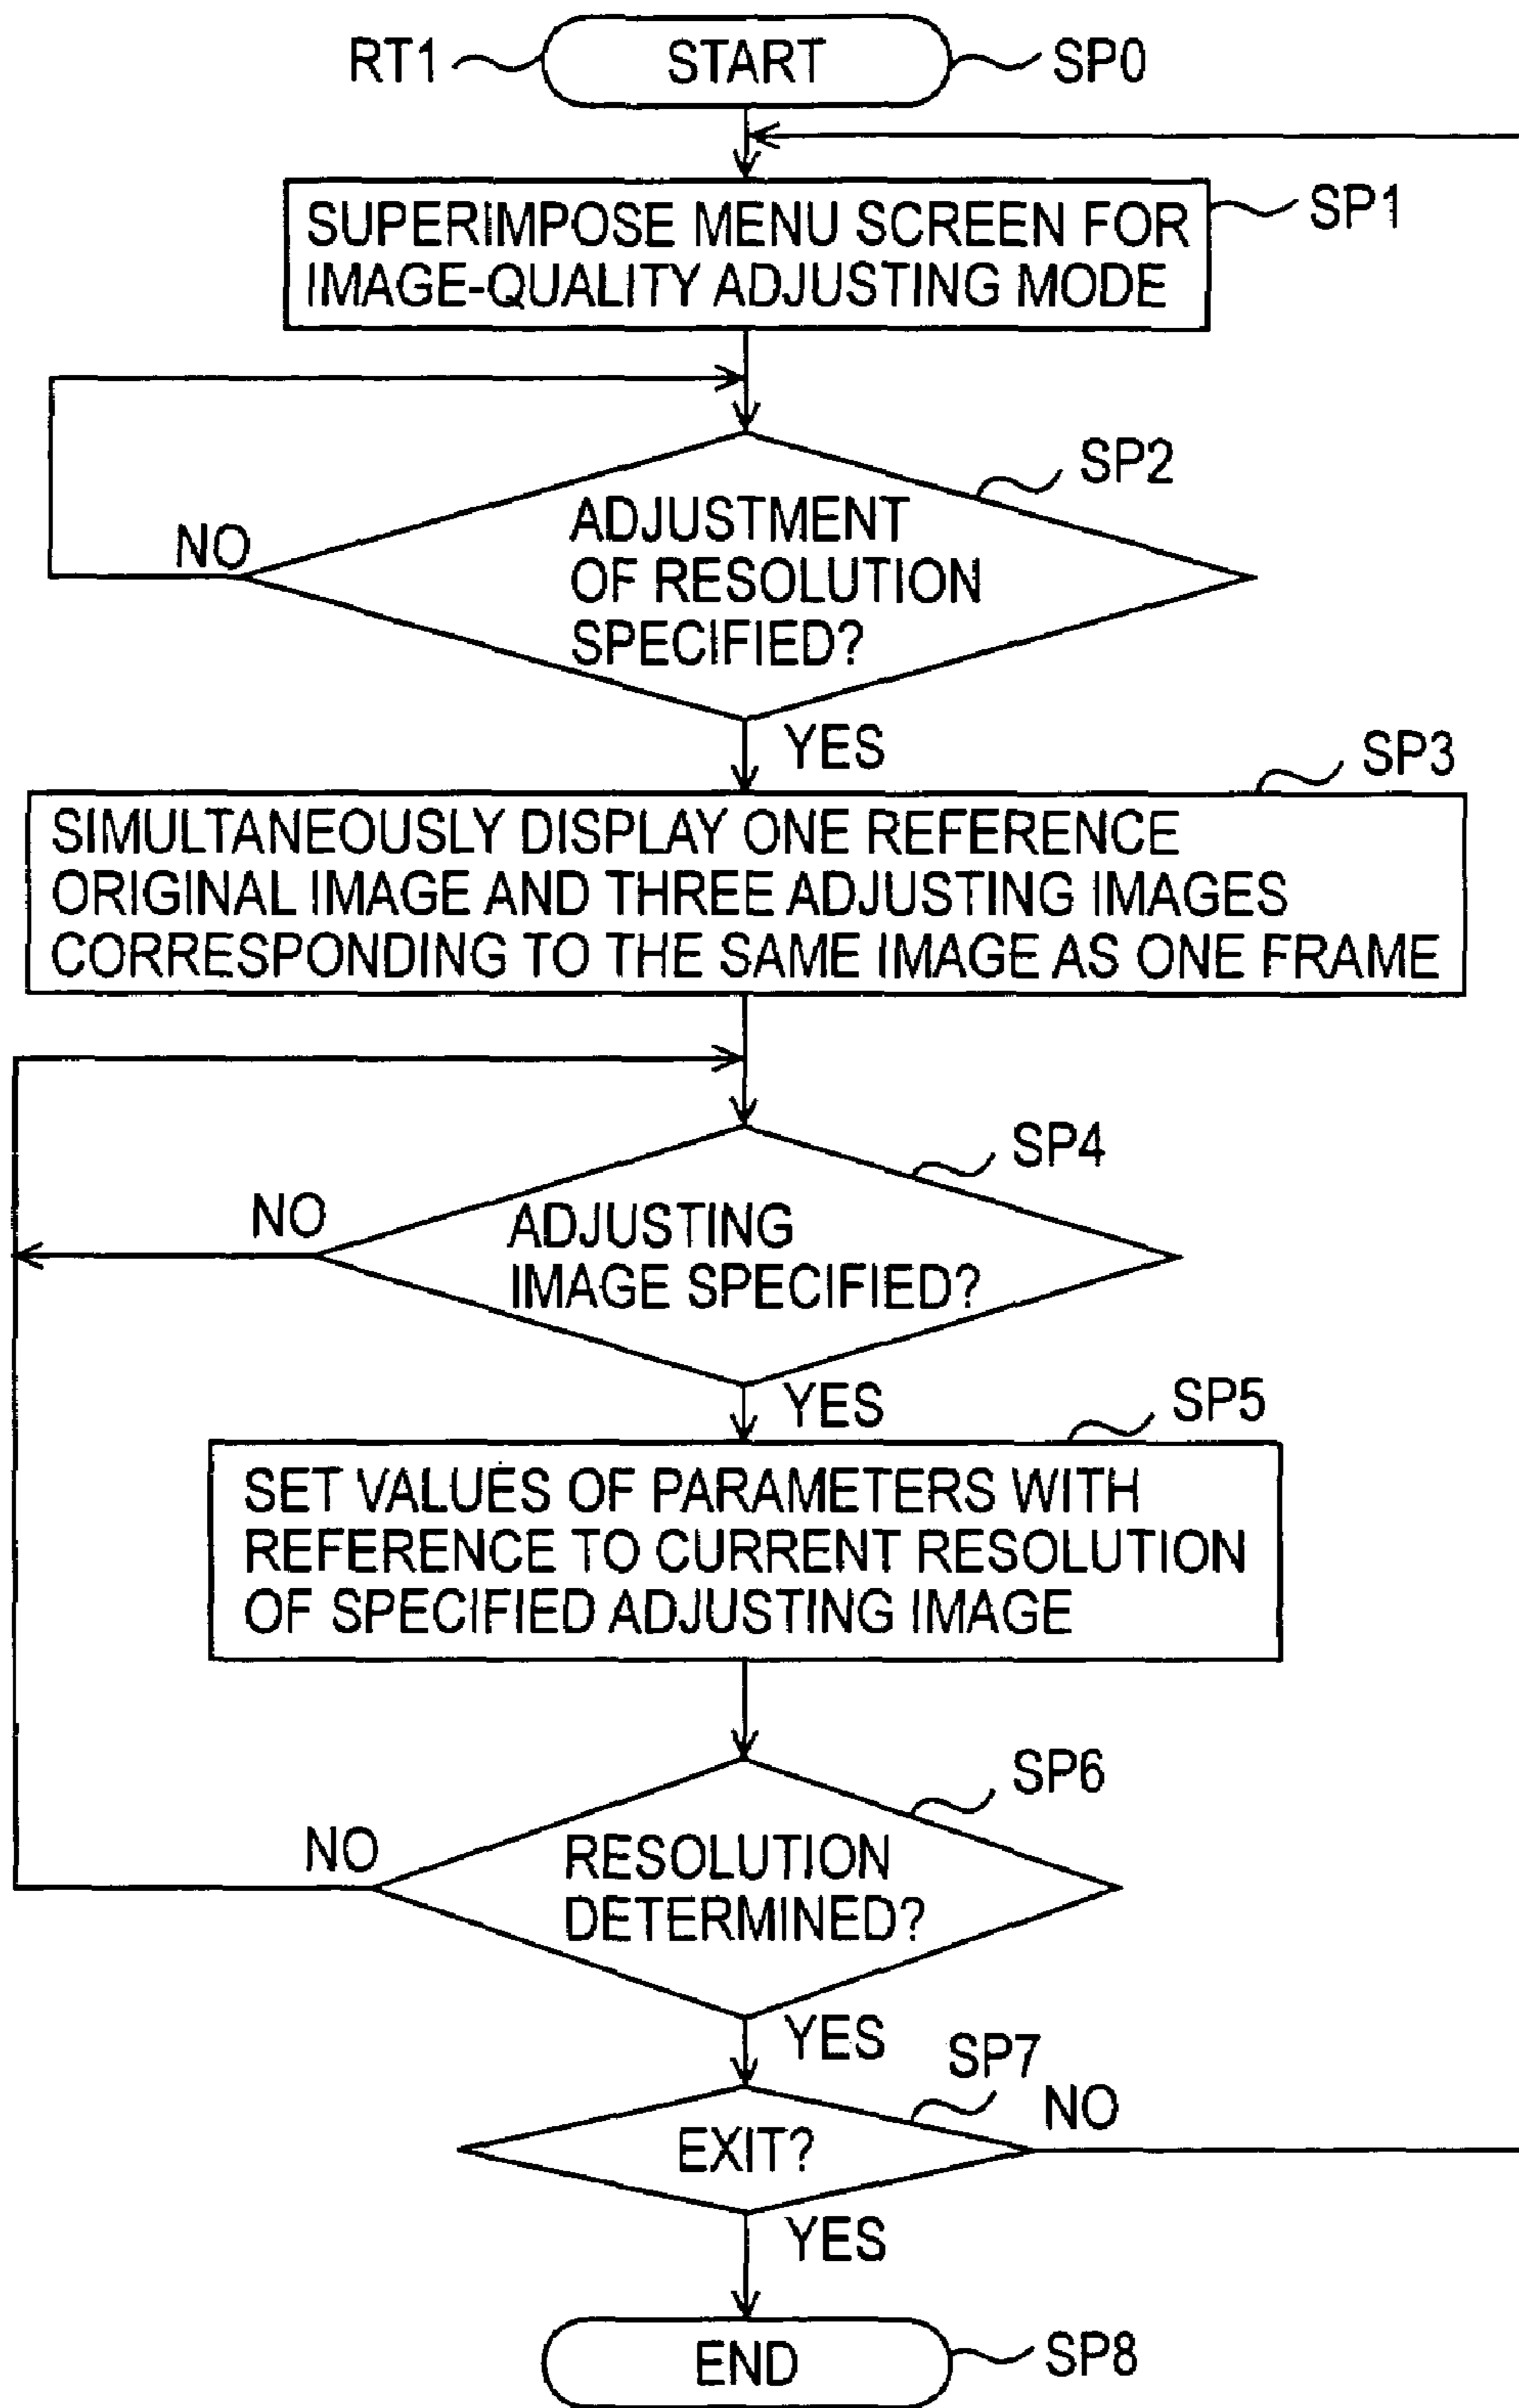 RT1
START
SP0
SUPERIMPOSE MENU SCREEN FOR
IMAGE-QUALITY ADJUSTING MODE
SP1
SP2
ADJUSTMENT
OF RESOLUTION
SPECIFIED?
NO
YES
SP3
SIMULTANEOUSLY DISPLAY ONE REFERENCE
ORIGINAL IMAGE AND THREE ADJUSTING IMAGES
CORRESPONDING TO THE SAME IMAGE AS ONE FRAME
SP4
NO
ADJUSTING
IMAGE SPECIFIED?
YES
SP5
SET VALUES OF PARAMETERS WITH
REFERENCE TO CURRENT RESOLUTION
OF SPECIFIED ADJUSTING IMAGE
SP6
NO
RESOLUTION
DETERMINED?
YES
SP7
NO
EXIT?
YES
END
SP8